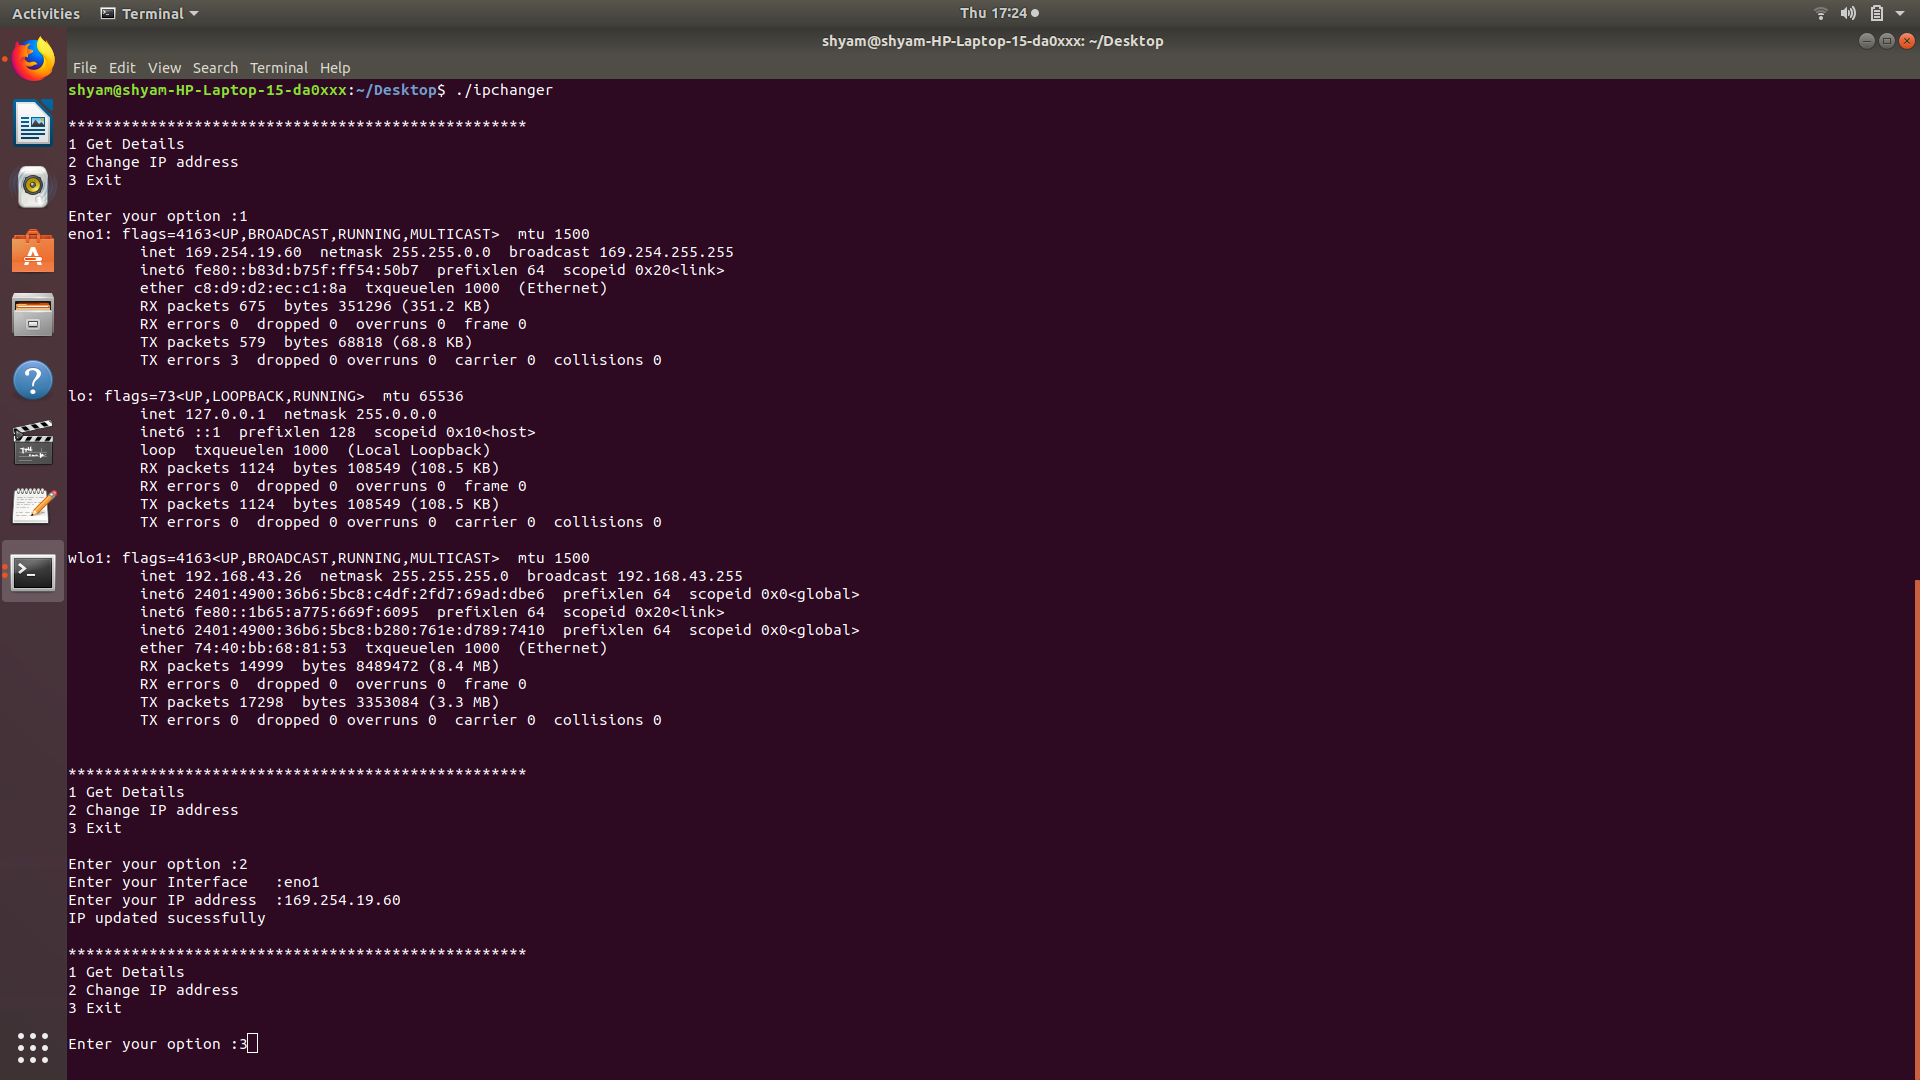 Activities Terminal Thu 17:24
shyam@shyam-HP-Laptop-15-da0xxx: ~/Desktop
File Edit View Search Terminal Help
shyam@shyam-HP-Laptop-15-da0xxx:~/Desktop$ ./ipchanger
***************************************************
1 Get Details
2 Change IP address
3 Exit
Enter your option :1
eno1: flags=4163<UP,BROADCAST,RUNNING,MULTICAST>  mtu 1500
inet 169.254.19.60  netmask 255.255.0.0  broadcast 169.254.255.255
inet6 fe80::b83d:b75f:ff54:50b7  prefixlen 64  scopeid 0x20<link>
ether c8:d9:d2:ec:c1:8a  txqueuelen 1000  (Ethernet)
RX packets 675  bytes 351296 (351.2 KB)
RX errors 0  dropped 0  overruns 0  frame 0
TX packets 579  bytes 68818 (68.8 KB)
TX errors 3  dropped 0 overruns 0  carrier 0  collisions 0
lo: flags=73<UP,LOOPBACK,RUNNING>  mtu 65536
inet 127.0.0.1  netmask 255.0.0.0
inet6 ::1  prefixlen 128  scopeid 0x10<host>
loop  txqueuelen 1000  (Local Loopback)
RX packets 1124  bytes 108549 (108.5 KB)
RX errors 0  dropped 0  overruns 0  frame 0
TX packets 1124  bytes 108549 (108.5 KB)
TX errors 0  dropped 0 overruns 0  carrier 0  collisions 0
wlo1: flags=4163<UP,BROADCAST,RUNNING,MULTICAST>  mtu 1500
inet 192.168.43.26  netmask 255.255.255.0  broadcast 192.168.43.255
inet6 2401:4900:36b6:5bc8:c4df:2fd7:69ad:dbe6  prefixlen 64  scopeid 0x0<global>
inet6 fe80::1b65:a775:669f:6095  prefixlen 64  scopeid 0x20<link>
inet6 2401:4900:36b6:5bc8:b280:761e:d789:7410  prefixlen 64  scopeid 0x0<global>
ether 74:40:bb:68:81:53  txqueuelen 1000  (Ethernet)
RX packets 14999  bytes 8489472 (8.4 MB)
RX errors 0  dropped 0  overruns 0  frame 0
TX packets 17298  bytes 3353084 (3.3 MB)
TX errors 0  dropped 0 overruns 0  carrier 0  collisions 0
***************************************************
1 Get Details
2 Change IP address
3 Exit
Enter your option :2
Enter your Interface   :eno1
Enter your IP address  :169.254.19.60
IP updated sucessfully
***************************************************
1 Get Details
2 Change IP address
3 Exit
Enter your option :3